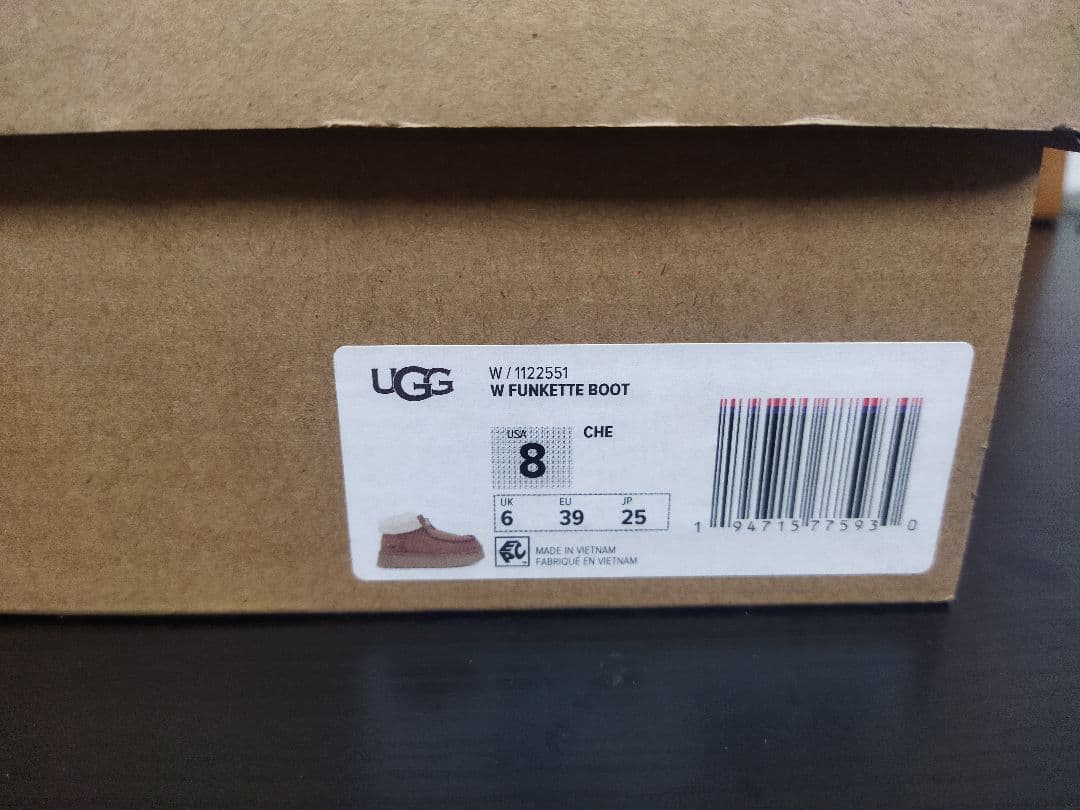 UGG
W / 1122551
W FUNKETTE BOOT
USA
8
CHE
UK EU JP
6 39 25
MADE IN VIETNAM
FABRIQUÉ EN VIETNAM
1 94715 77593 0